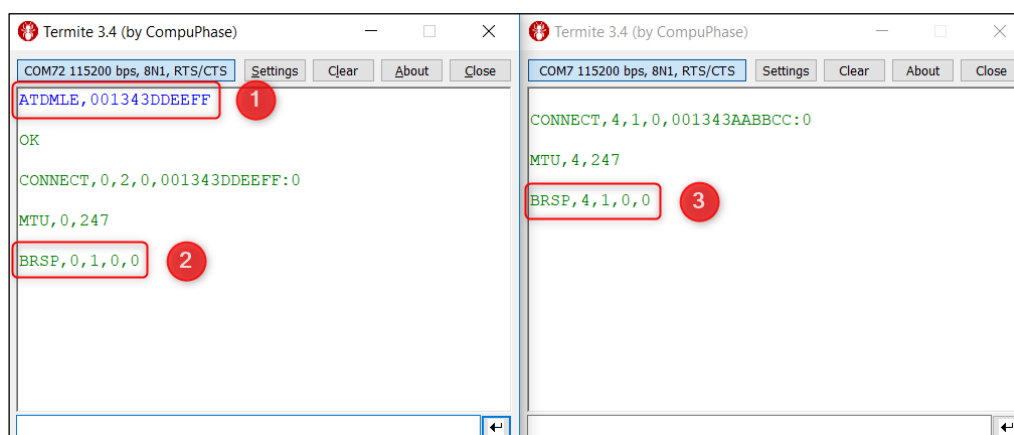 Termite 3.4 (by CompuPhase)
COM72 115200 bps, 8N1, RTS/CTS Settings Clear About Close
ATDMLE,001343DDEEFF 1
OK
CONNECT,0,2,0,001343DDEEFF:0
MTU,0,247
BRSP,0,1,0,0 2
Termite 3.4 (by CompuPhase)
COM7 115200 bps, 8N1, RTS/CTS Settings Clear About Close
CONNECT,4,1,0,001343AABBCC:0
MTU,4,247
BRSP,4,1,0,0 3